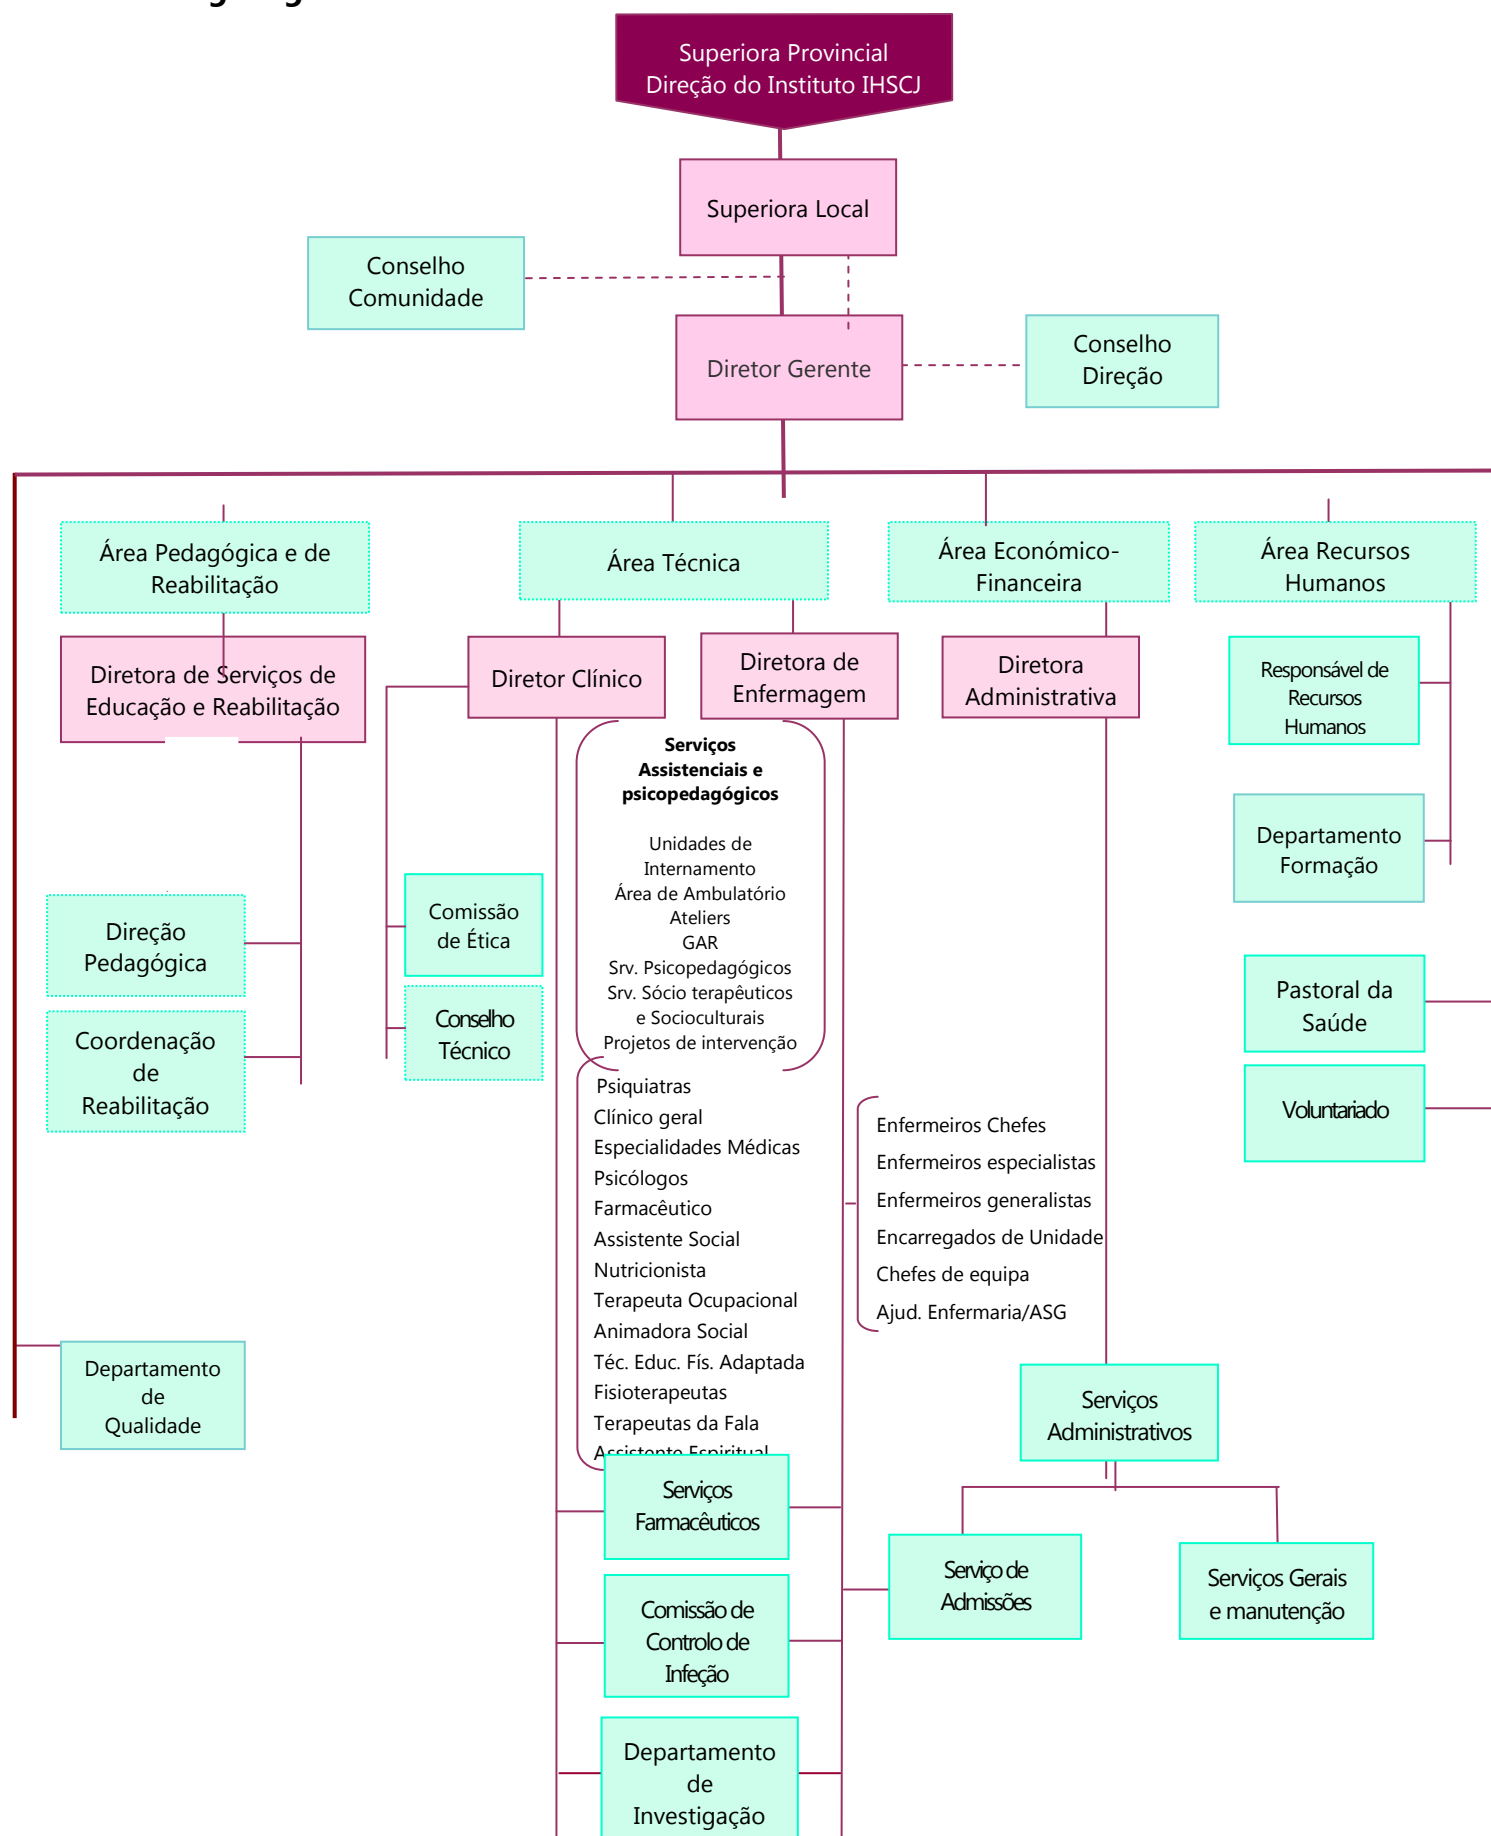 Superiora Provincial
Direção do Instituto IHSCJ
Superiora Local
Conselho
Comunidade
Diretor Gerente
Conselho
Direção
Área Pedagógica e de
Reabilitação
Área Técnica
Área Económico-
Financeira
Área Recursos
Humanos
Diretora de Serviços de
Educação e Reabilitação
Diretor Clínico
Diretora de
Enfermagem
Diretora
Administrativa
Responsável de
Recursos
Humanos
Serviços
Assistenciais e
psicopedagógicos
Unidades de
Internamento
Área de Ambulatório
Ateliers
GAR
Srv. Psicopedagógicos
Srv. Sócio terapêuticos
e Socioculturais
Projetos de intervenção
Departamento
Formação
Direção
Pedagógica
Comissão
de Ética
Pastoral da
Saúde
Coordenação
de
Reabilitação
Conselho
Técnico
Voluntariado
Psiquiatras
Clínico geral
Especialidades Médicas
Psicólogos
Farmacêutico
Assistente Social
Nutricionista
Terapeuta Ocupacional
Animadora Social
Téc. Educ. Fís. Adaptada
Fisioterapeutas
Terapeutas da Fala
Assistente Espiritual
Enfermeiros Chefes
Enfermeiros especialistas
Enfermeiros generalistas
Encarregados de Unidade
Chefes de equipa
Ajud. Enfermaria/ASG
Departamento
de
Qualidade
Serviços
Administrativos
Serviços
Farmacêuticos
Serviço de
Admissões
Serviços Gerais
e manutenção
Comissão de
Controlo de
Infeção
Departamento
de
Investigação